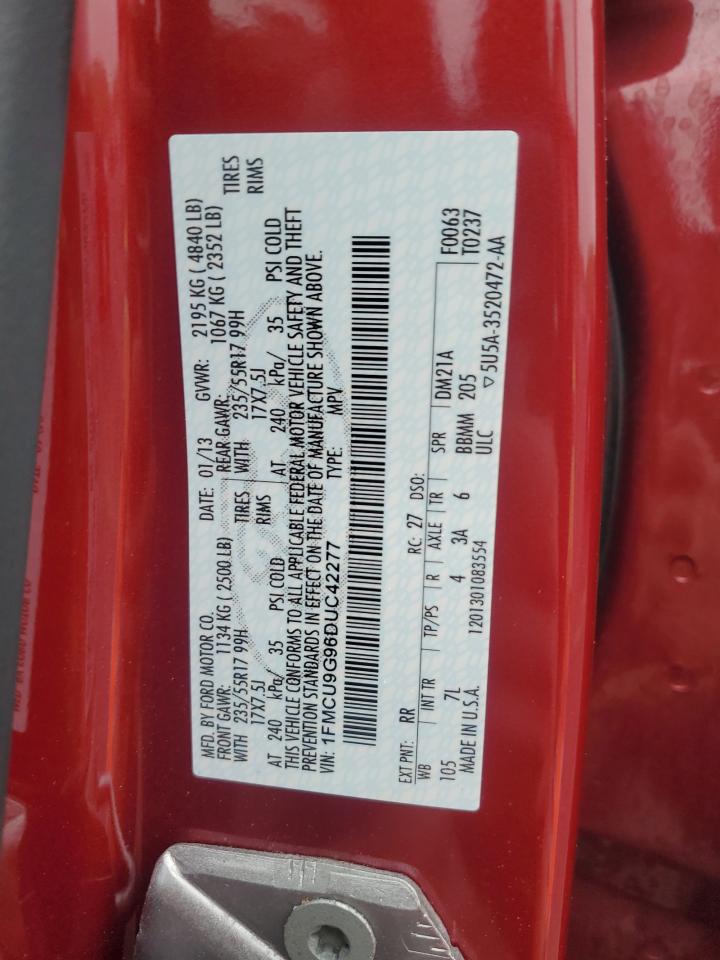 MFD. BY FORD MOTOR CO.
DATE: 01/13 GVWR: 2195 KG ( 4840 LB)
FRONT GAWR: 1134 KG ( 2500 LB) REAR GAWR: 1067 KG ( 2352 LB)
WITH 235/55R17 99H TIRES WITH 235/55R17 99H TIRES
17X7.5J RIMS 17X7.5J RIMS
AT 240 kPa/ 35 PSI COLD AT 240 kPa/ 35 PSI COLD
THIS VEHICLE CONFORMS TO ALL APPLICABLE FEDERAL MOTOR VEHICLE SAFETY AND THEFT
PREVENTION STANDARDS IN EFFECT ON THE DATE OF MANUFACTURE SHOWN ABOVE.
VIN: 1FMCU9G96DUC42277 TYPE: MPV
EXT PNT: RR RC: 27 DSO: F0063
WB INT TR TP/PS R AXLE TR SPR DM21A T0237
105 7L 4 3A 6 BBMM 205
MADE IN U.S.A. 1201301083554 ULC ▽5U5A-3520472-AA